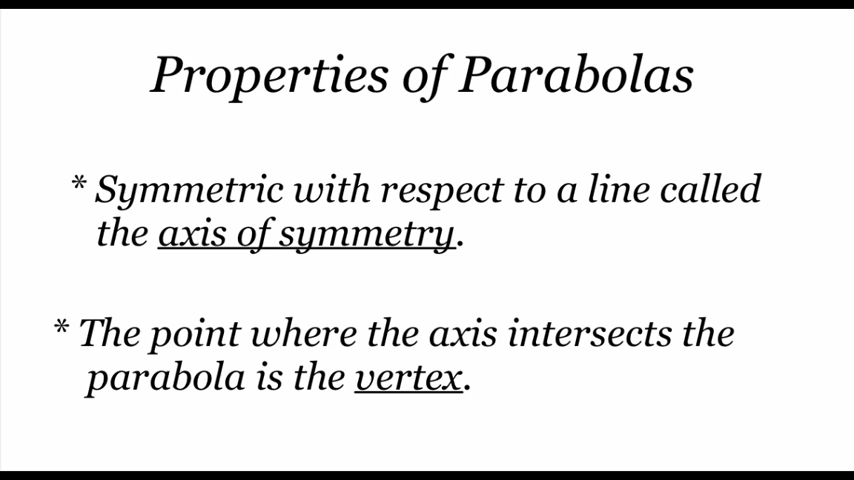 Properties of Parabolas
* Symmetric with respect to a line called
the axis of symmetry.
* The point where the axis intersects the
parabola is the vertex.